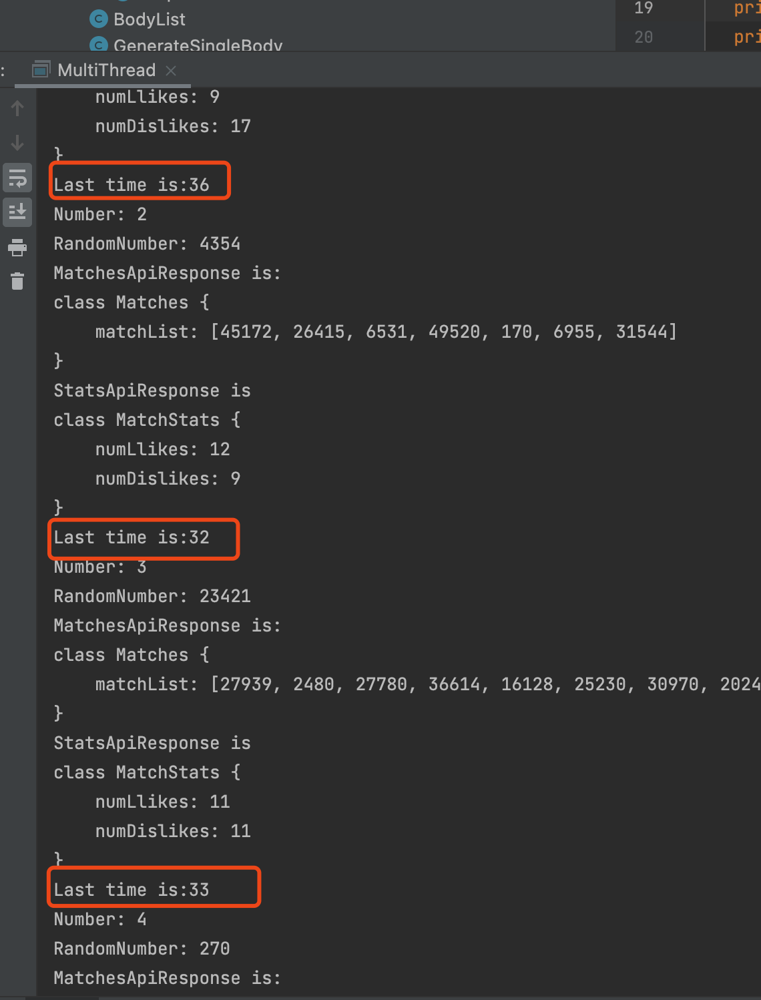 BodyList
GenerateSingleBody
19 pri
20 pri
: MultiThread
numLlikes: 9
numDislikes: 17
}
Last time is:36
Number: 2
RandomNumber: 4354
MatchesApiResponse is:
class Matches {
matchList: [45172, 26415, 6531, 49520, 170, 6955, 31544]
}
StatsApiResponse is
class MatchStats {
numLlikes: 12
numDislikes: 9
}
Last time is:32
Number: 3
RandomNumber: 23421
MatchesApiResponse is:
class Matches {
matchList: [27939, 2480, 27780, 36614, 16128, 25230, 30970, 2024
}
StatsApiResponse is
class MatchStats {
numLlikes: 11
numDislikes: 11
}
Last time is:33
Number: 4
RandomNumber: 270
MatchesApiResponse is: